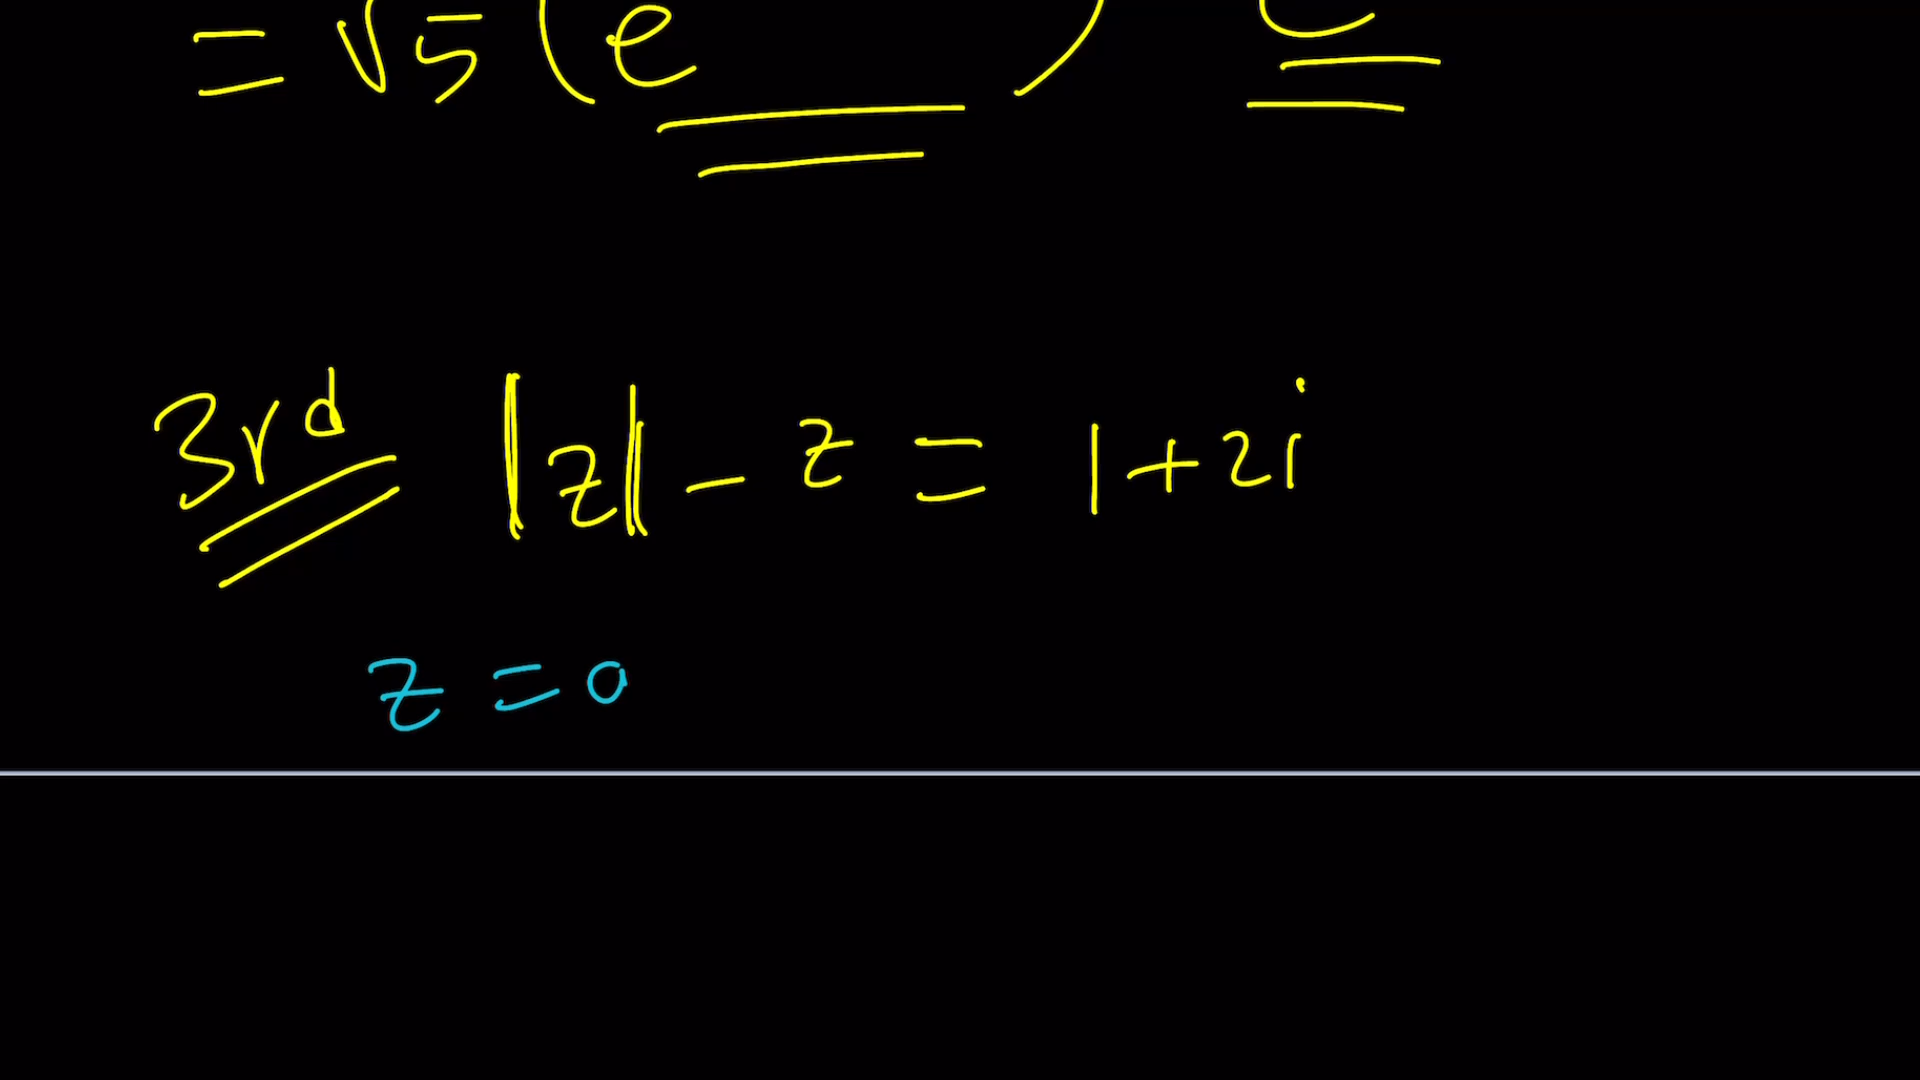 = √5 (e )
3rd |z| - z = 1+2i
z = 0